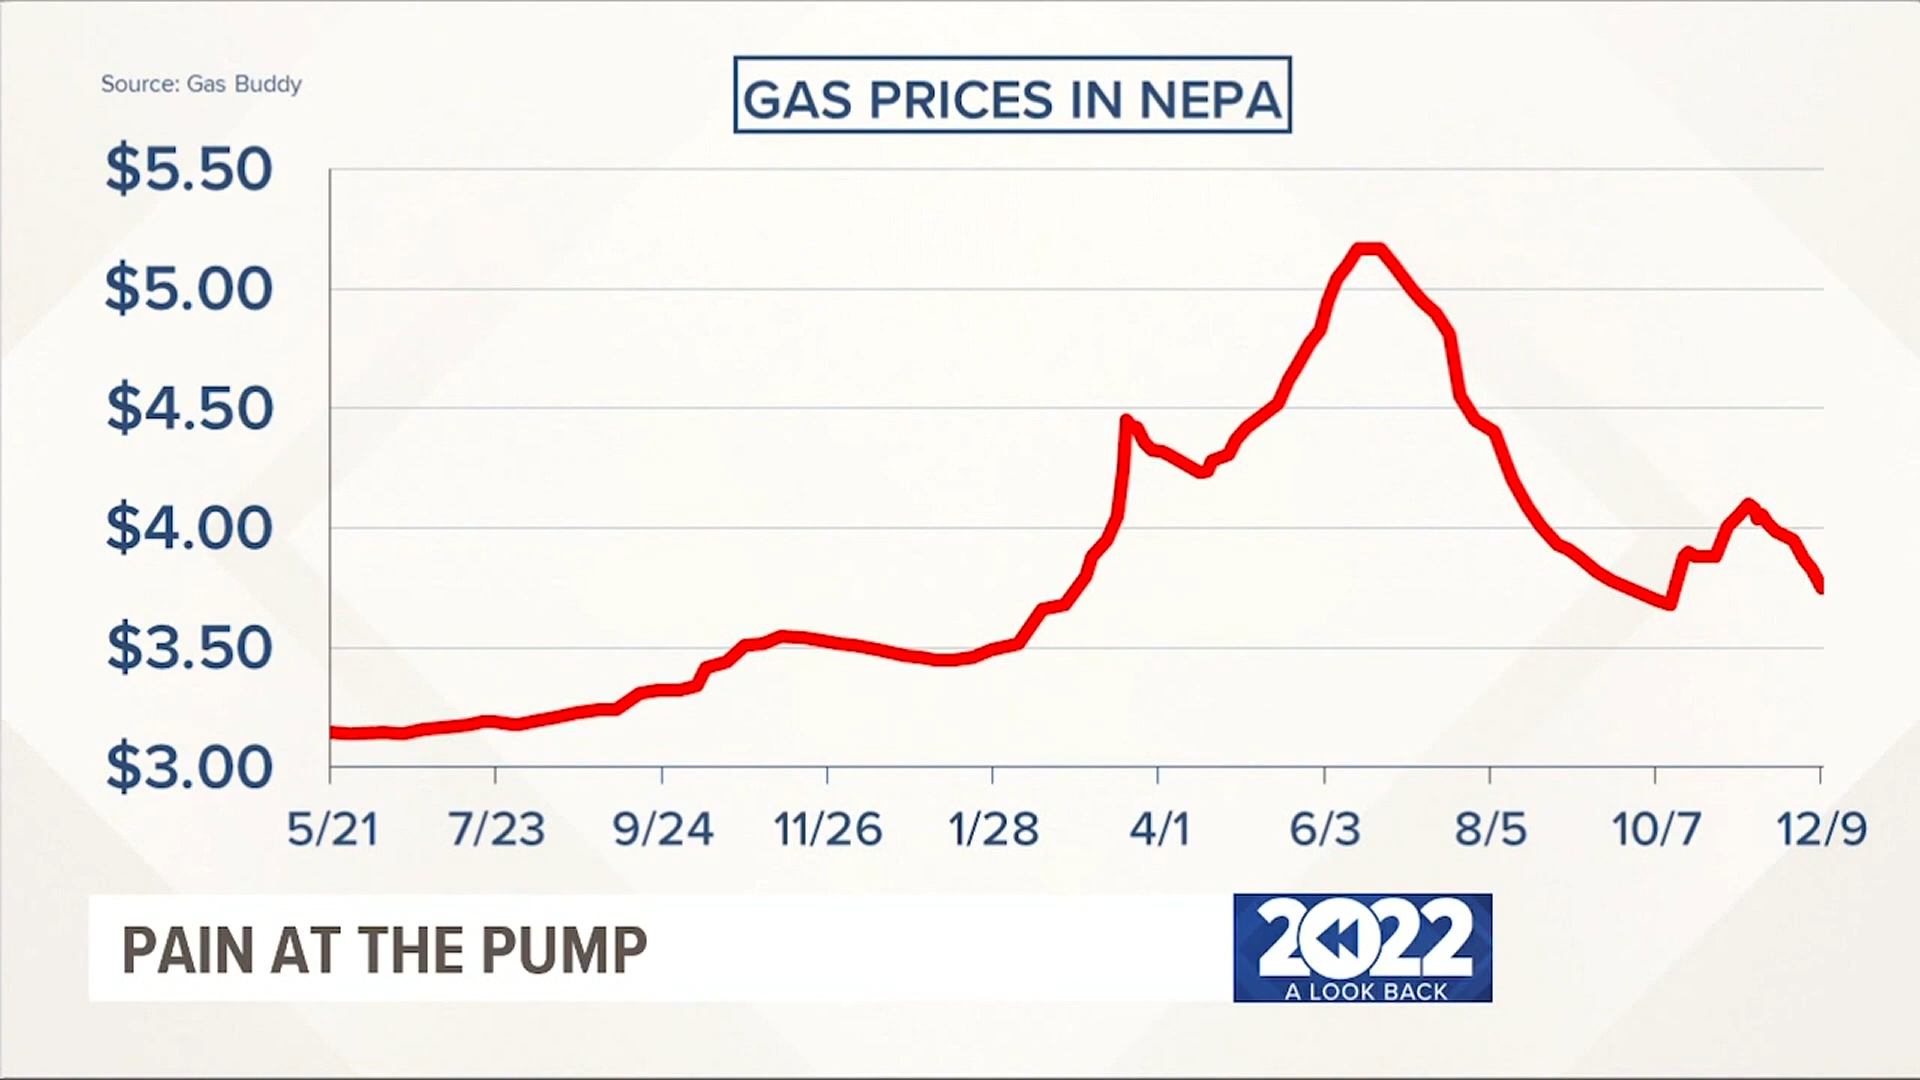 Source: Gas Buddy
GAS PRICES IN NEPA
$5.50
$5.00
$4.50
$4.00
$3.50
$3.00
5/21 7/23 9/24 11/26 1/28 4/1 6/3 8/5 10/7 12/9
PAIN AT THE PUMP
2022
A LOOK BACK